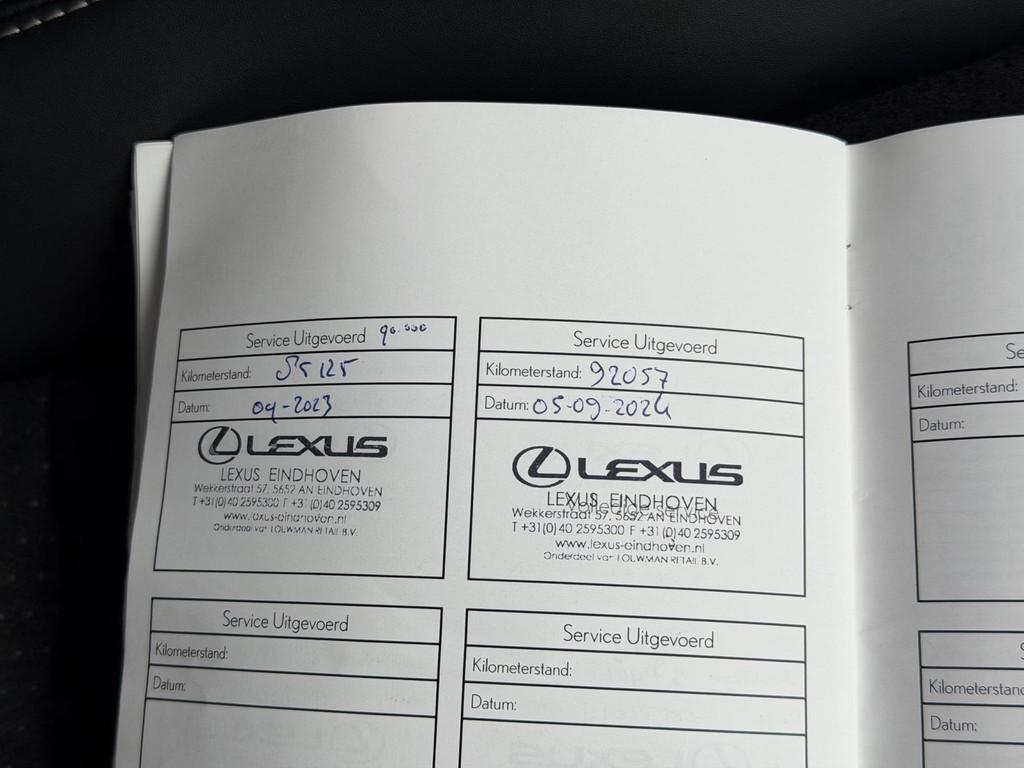 Service Uitgevoerd 90.000
Kilometerstand: 85125
Datum: 09-2023
LEXUS
LEXUS EINDHOVEN
Wekkerstraat 57, 5652 AN EINDHOVEN
T +31(0)40 2595300 F +31(0)40 2595309
www.lexus-eindhoven.nl
Onderdeel van LOUWMAN RETAIL B.V.
Service Uitgevoerd
Kilometerstand: 92057
Datum: 05-09-2024
LEXUS
LEXUS EINDHOVEN
Wekkerstraat 57, 5652 AN EINDHOVEN
T +31(0)40 2595300 F +31(0)40 2595309
www.lexus-eindhoven.nl
Onderdeel van LOUWMAN RETAIL B.V.
Service Uitgevoerd
Kilometerstand:
Datum:
Service Uitgevoerd
Kilometerstand:
Datum:
Se
Kilometerstand:
Datum:
S
Kilometerstand
Datum: